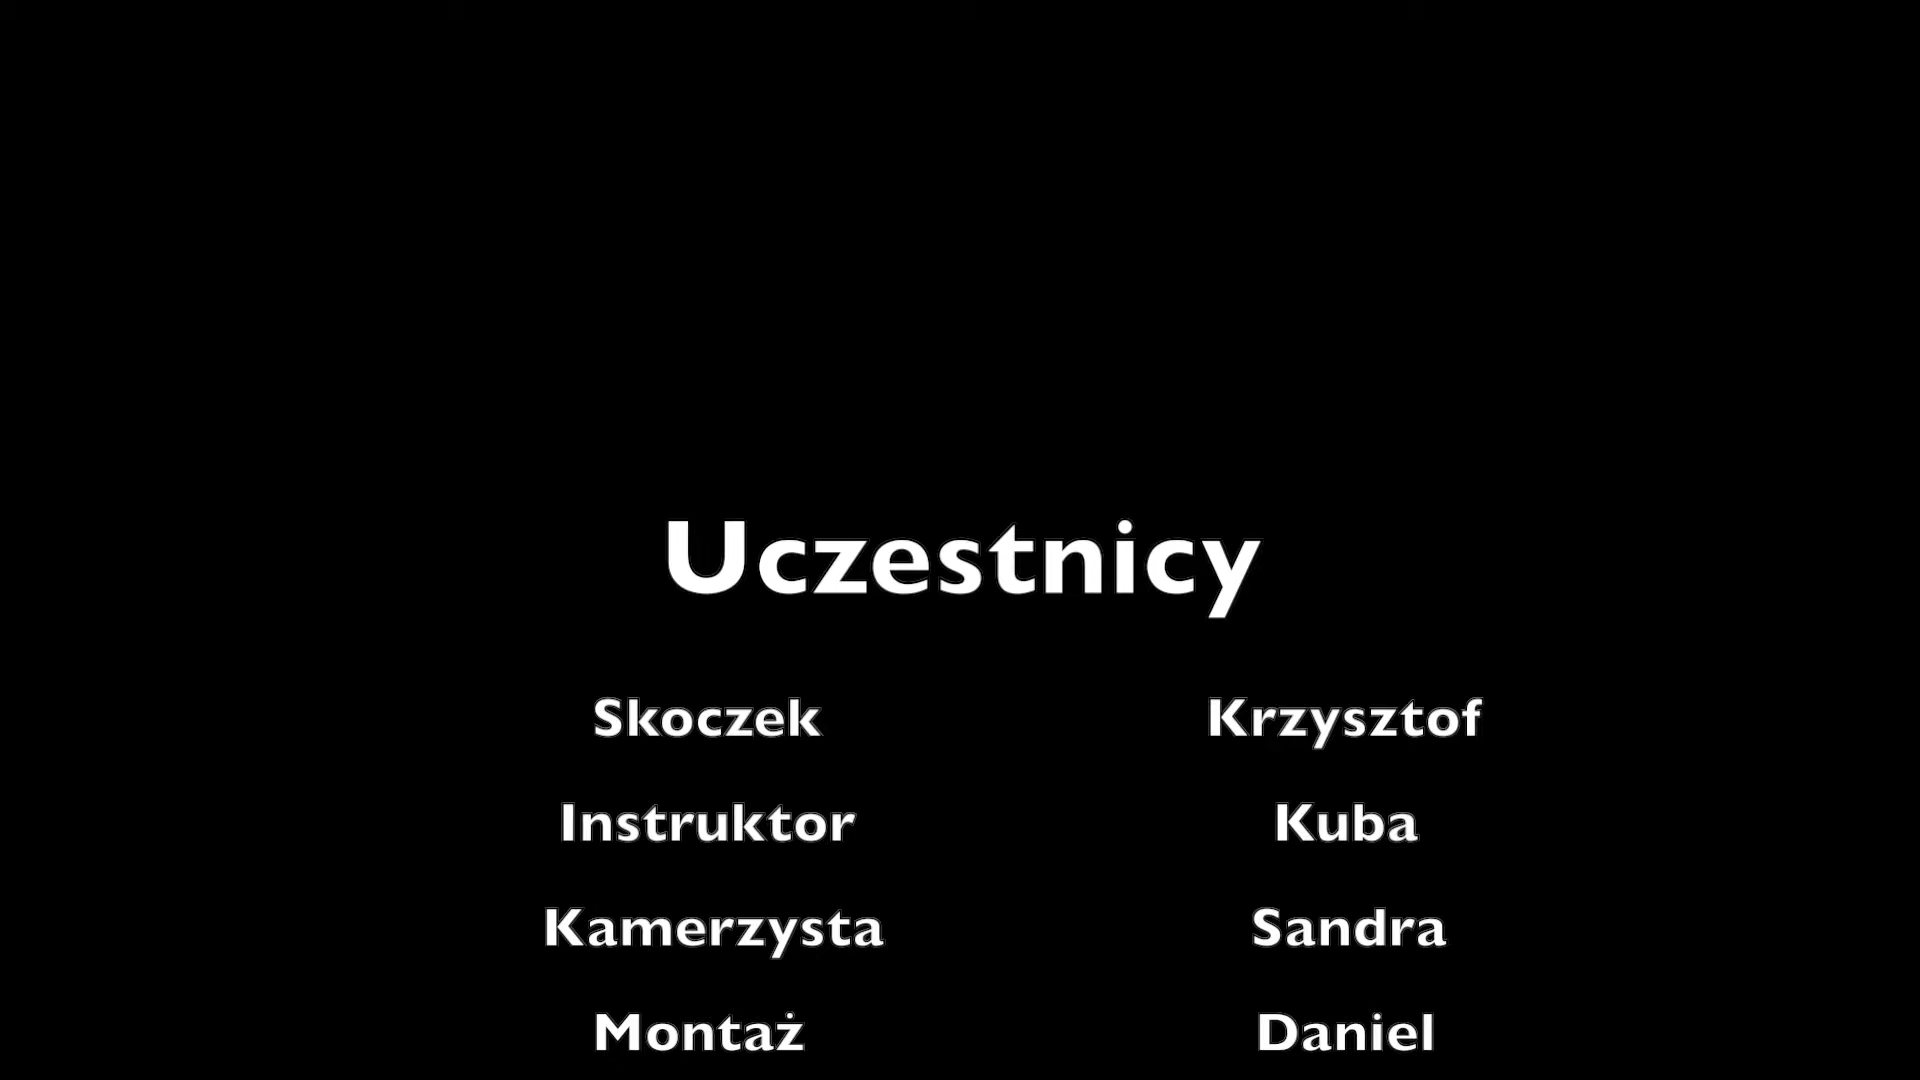 Uczestnicy
Skoczek Krzysztof
Instruktor Kuba
Kamerzysta Sandra
Montaż Daniel